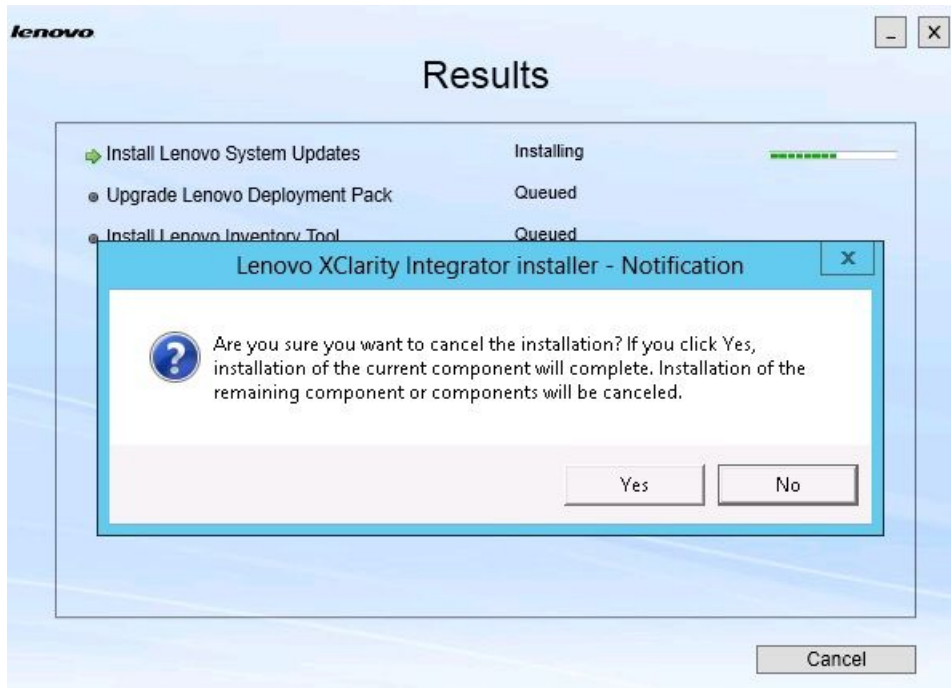 lenovo
Results
Install Lenovo System Updates Installing
Upgrade Lenovo Deployment Pack Queued
Install Lenovo Inventory Tool Queued
Lenovo XClarity Integrator installer - Notification
Are you sure you want to cancel the installation? If you click Yes,
installation of the current component will complete. Installation of the
remaining component or components will be canceled.
Yes No
Cancel